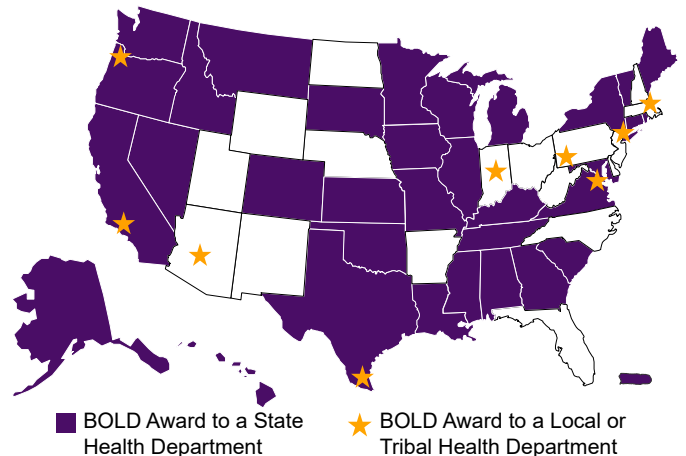 BOLD Award to a State
Health Department
BOLD Award to a Local or
Tribal Health Department